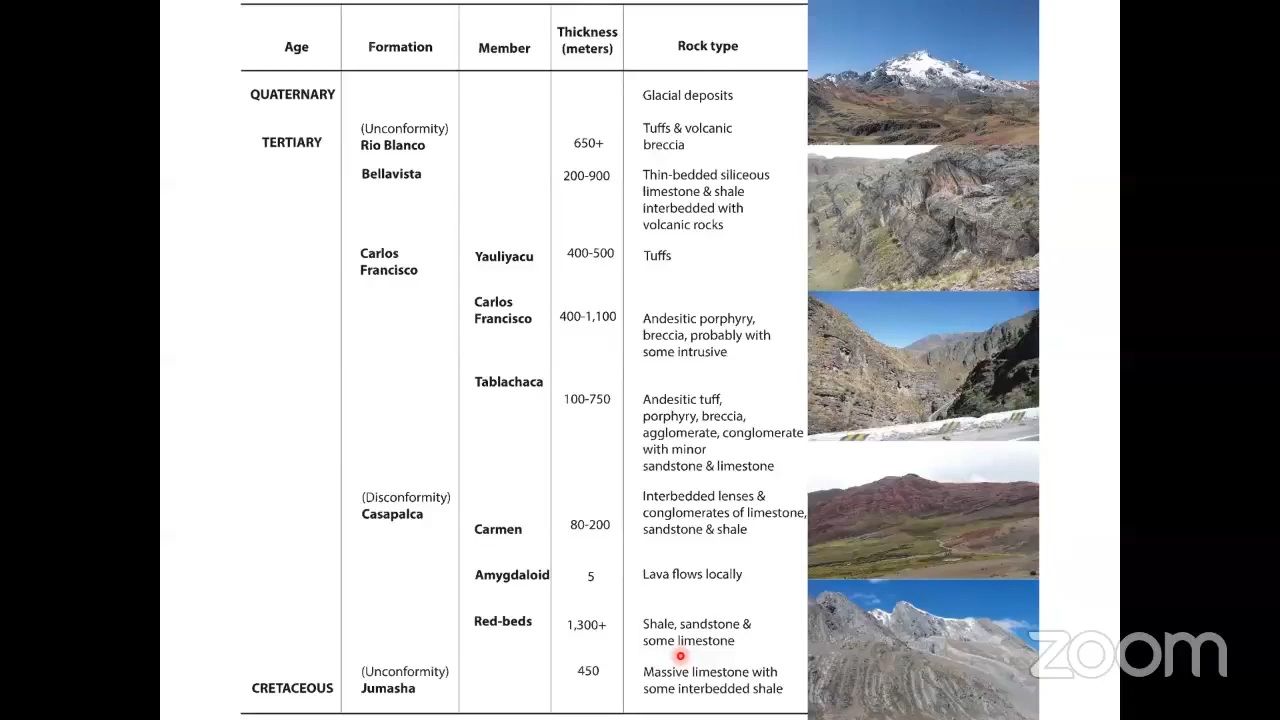 Age
Formation
Member
Thickness
(meters)
Rock type
QUATERNARY
Glacial deposits
TERTIARY
(Unconformity)
Rio Blanco
650+
Tuffs & volcanic
breccia
Bellavista
200-900
Thin-bedded siliceous
limestone & shale
interbedded with
volcanic rocks
Carlos
Francisco
Yauliyacu
400-500
Tuffs
Carlos
Francisco
400-1,100
Andesitic porphyry,
breccia, probably with
some intrusive
Tablachaca
100-750
Andesitic tuff,
porphyry, breccia,
agglomerate, conglomerate
with minor
sandstone & limestone
(Disconformity)
Casapalca
Carmen
80-200
Interbedded lenses &
conglomerates of limestone,
sandstone & shale
Amygdaloid
5
Lava flows locally
Red-beds
1,300+
Shale, sandstone &
some limestone
CRETACEOUS
(Unconformity)
Jumasha
450
Massive limestone with
some interbedded shale
zoom